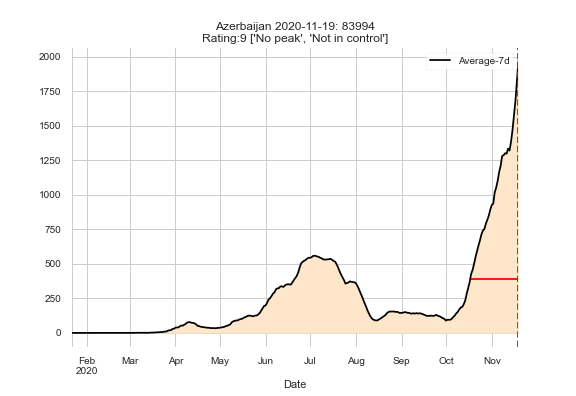 Azerbaijan 2020-11-19: 83994
Rating:9 ['No peak', 'Not in control']
Average-7d
2000
1750
1500
1250
1000
750
500
250
0
Feb Mar Apr May Jun Jul Aug Sep Oct Nov
2020
Date